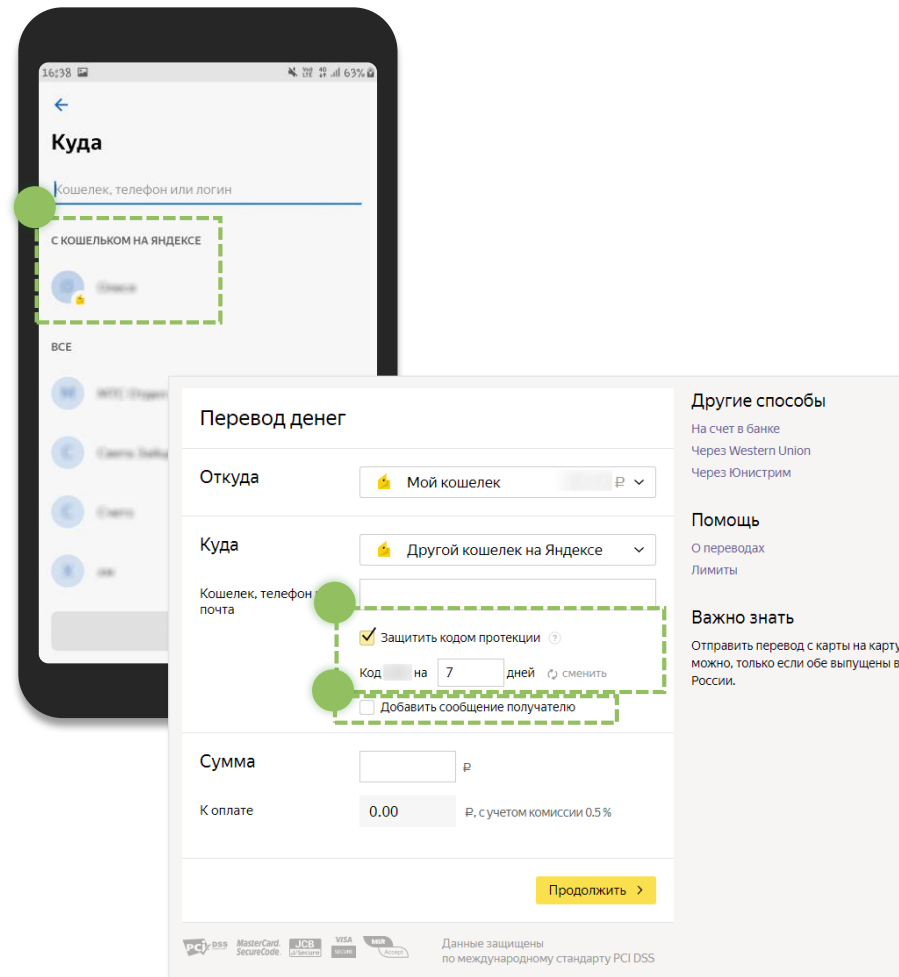 16:38
63%
Куда
Кошелек, телефон или логин
С КОШЕЛЬКОМ НА ЯНДЕКСЕ
ВСЕ
Перевод денег
Откуда
Мой кошелек
₽
Куда
Другой кошелек на Яндексе
Кошелек, телефон
почта
Защитить кодом протекции ?
Код на 7 дней сменить
Добавить сообщение получателю
Сумма
₽
К оплате
0.00
₽, с учетом комиссии 0.5 %
Продолжить >
PCI DSS
MasterCard.
SecureCode.
JCB
J/Secure
VISA
SECURE
MIR
Accept
Данные защищены
по международному стандарту PCI DSS
Другие способы
На счет в банке
Через Western Union
Через Юнистрим
Помощь
О переводах
Лимиты
Важно знать
Отправить перевод с карты на карту
можно, только если обе выпущены в
России.